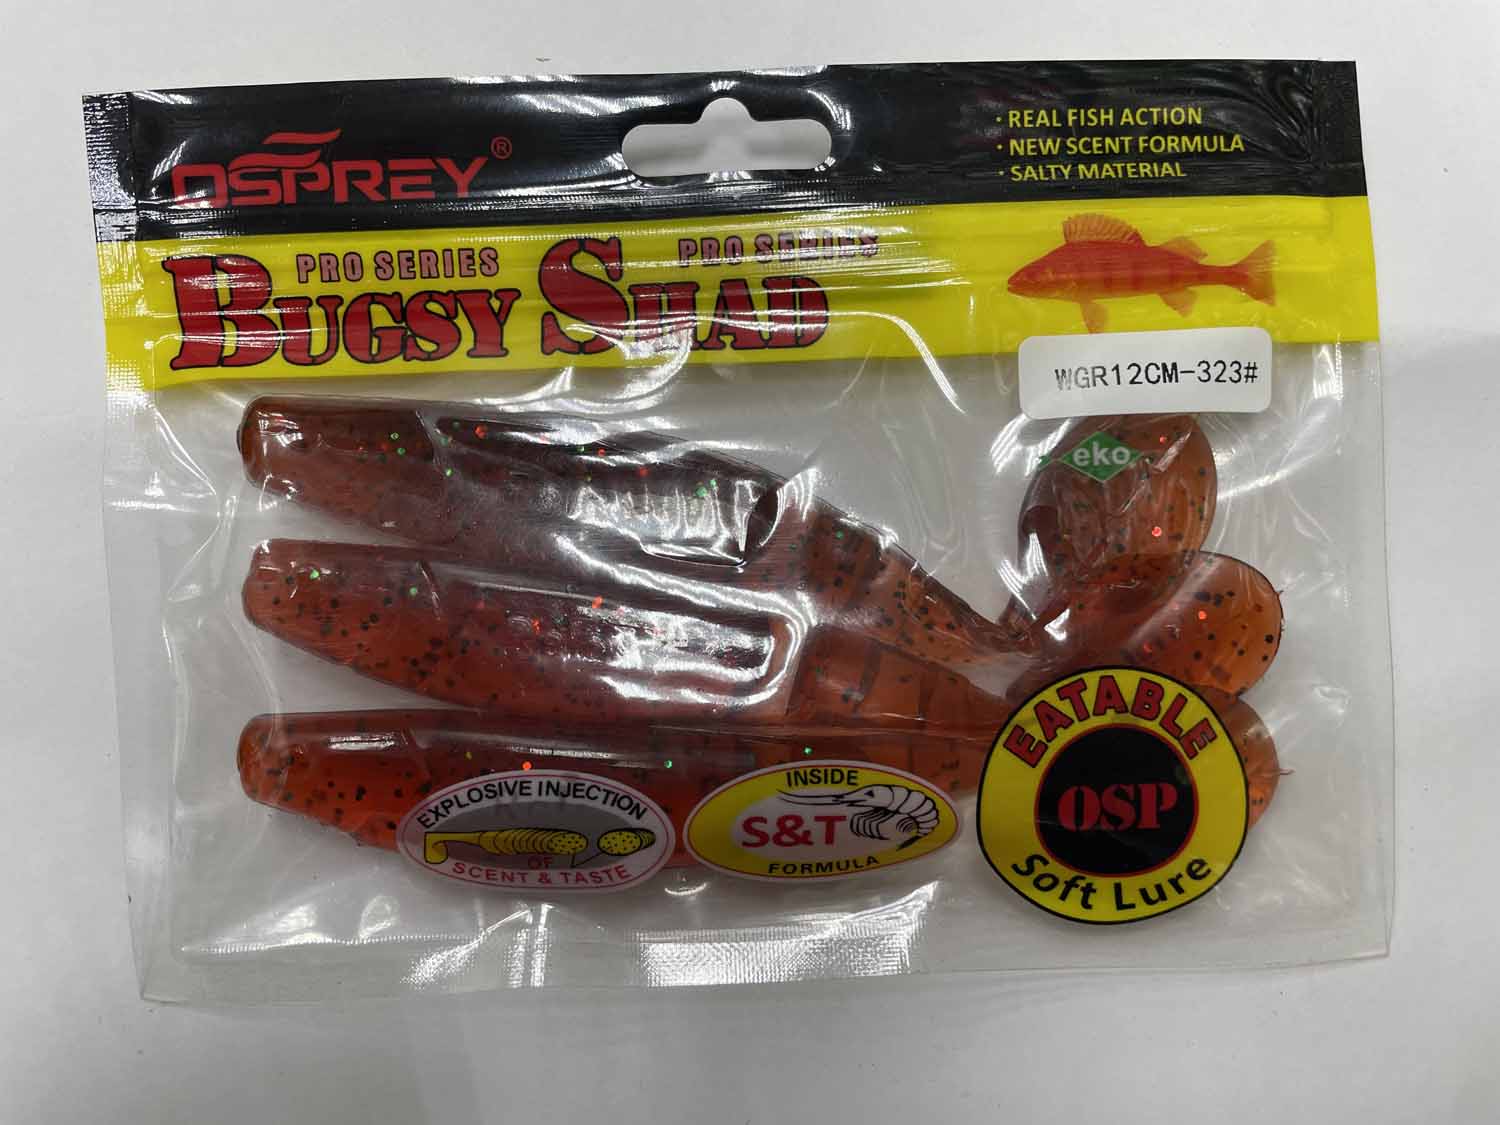 OSPREY®
· REAL FISH ACTION
· NEW SCENT FORMULA
· SALTY MATERIAL
PRO SERIES PRO SERIES
BUGSY SHAD
WGR12CM-323#
eko
EXPLOSIVE INJECTION
OF
SCENT & TASTE
INSIDE
S&T
FORMULA
EATABLE
OSP
Soft Lure